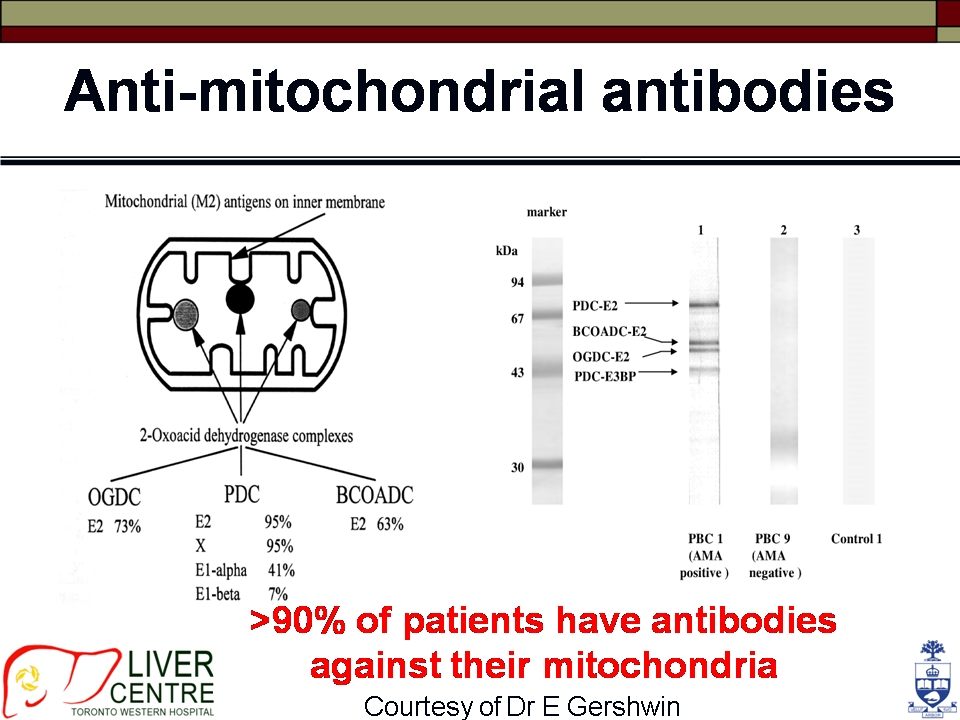 Anti-mitochondrial antibodies
Mitochondrial (M2) antigens on inner membrane
2-Oxoacid dehydrogenase complexes
OGDC
E2 73%
PDC
E2 95%
X 95%
E1-alpha 41%
E1-beta 7%
BCOADC
E2 63%
marker
kDa
94
67
43
30
1
2
3
PDC-E2
BCOADC-E2
OGDC-E2
PDC-E3BP
PBC 1
(AMA
positive )
PBC 9
(AMA
negative )
Control 1
>90% of patients have antibodies
against their mitochondria
Courtesy of Dr E Gershwin
LIVER
CENTRE
TORONTO WESTERN HOSPITAL